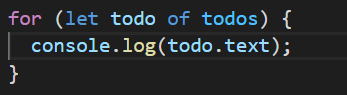 for (let todo of todos) {
  console.log(todo.text);
}